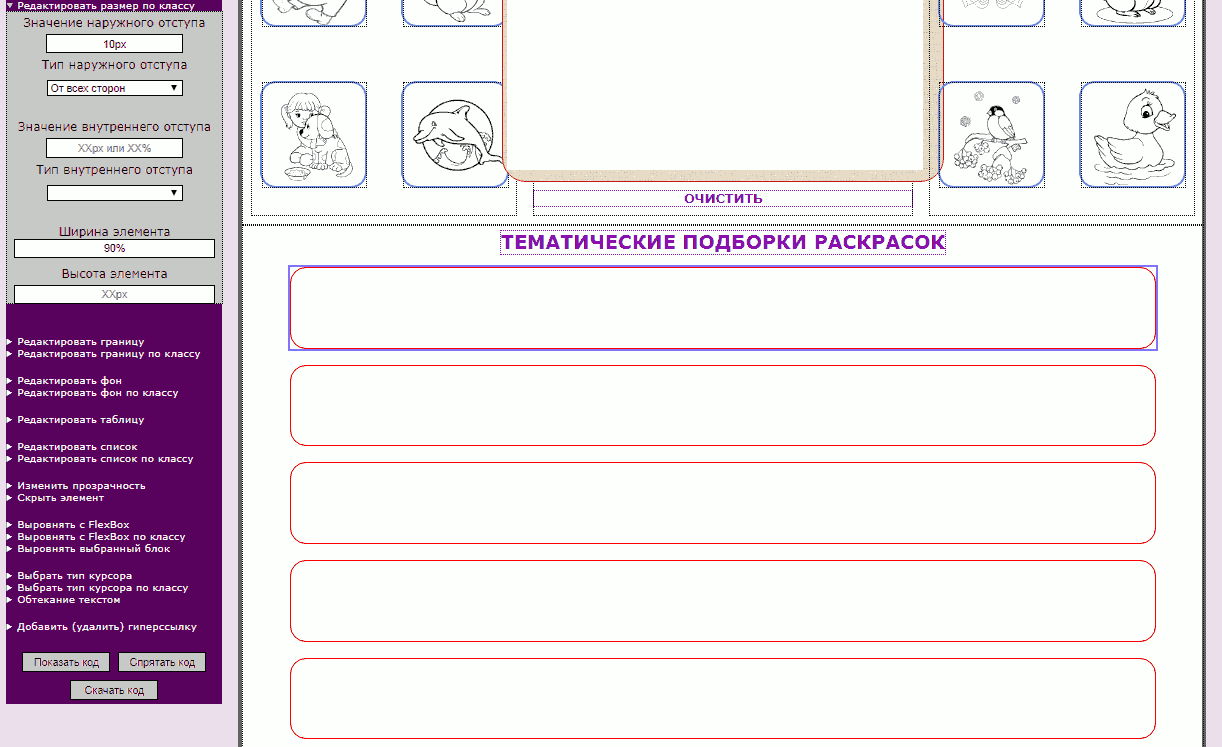 Редактировать размер по классу
Значение наружного отступа
10px
Тип наружного отступа
От всех сторон
Значение внутреннего отступа
XXpx или XX%
Тип внутреннего отступа
Ширина элемента
90%
Высота элемента
XXpx
Редактировать границу
Редактировать границу по классу
Редактировать фон
Редактировать фон по классу
Редактировать таблицу
Редактировать список
Редактировать список по классу
Изменить прозрачность
Скрыть элемент
Выровнять с FlexBox
Выровнять с FlexBox по классу
Выровнять выбранный блок
Выбрать тип курсора
Выбрать тип курсора по классу
Обтекание текстом
Добавить (удалить) гиперссылку
Показать код Спрятать код
Скачать код
ОЧИСТИТЬ
ТЕМАТИЧЕСКИЕ ПОДБОРКИ РАСКРАСОК